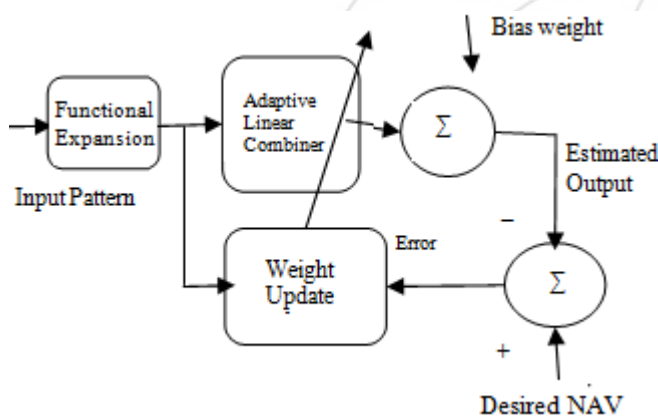 Bias weight
Functional
Expansion
Adaptive
Linear
Combiner
Σ
Estimated
Output
Input Pattern
−
Error
Weight
Update
Σ
+
Desired NAV